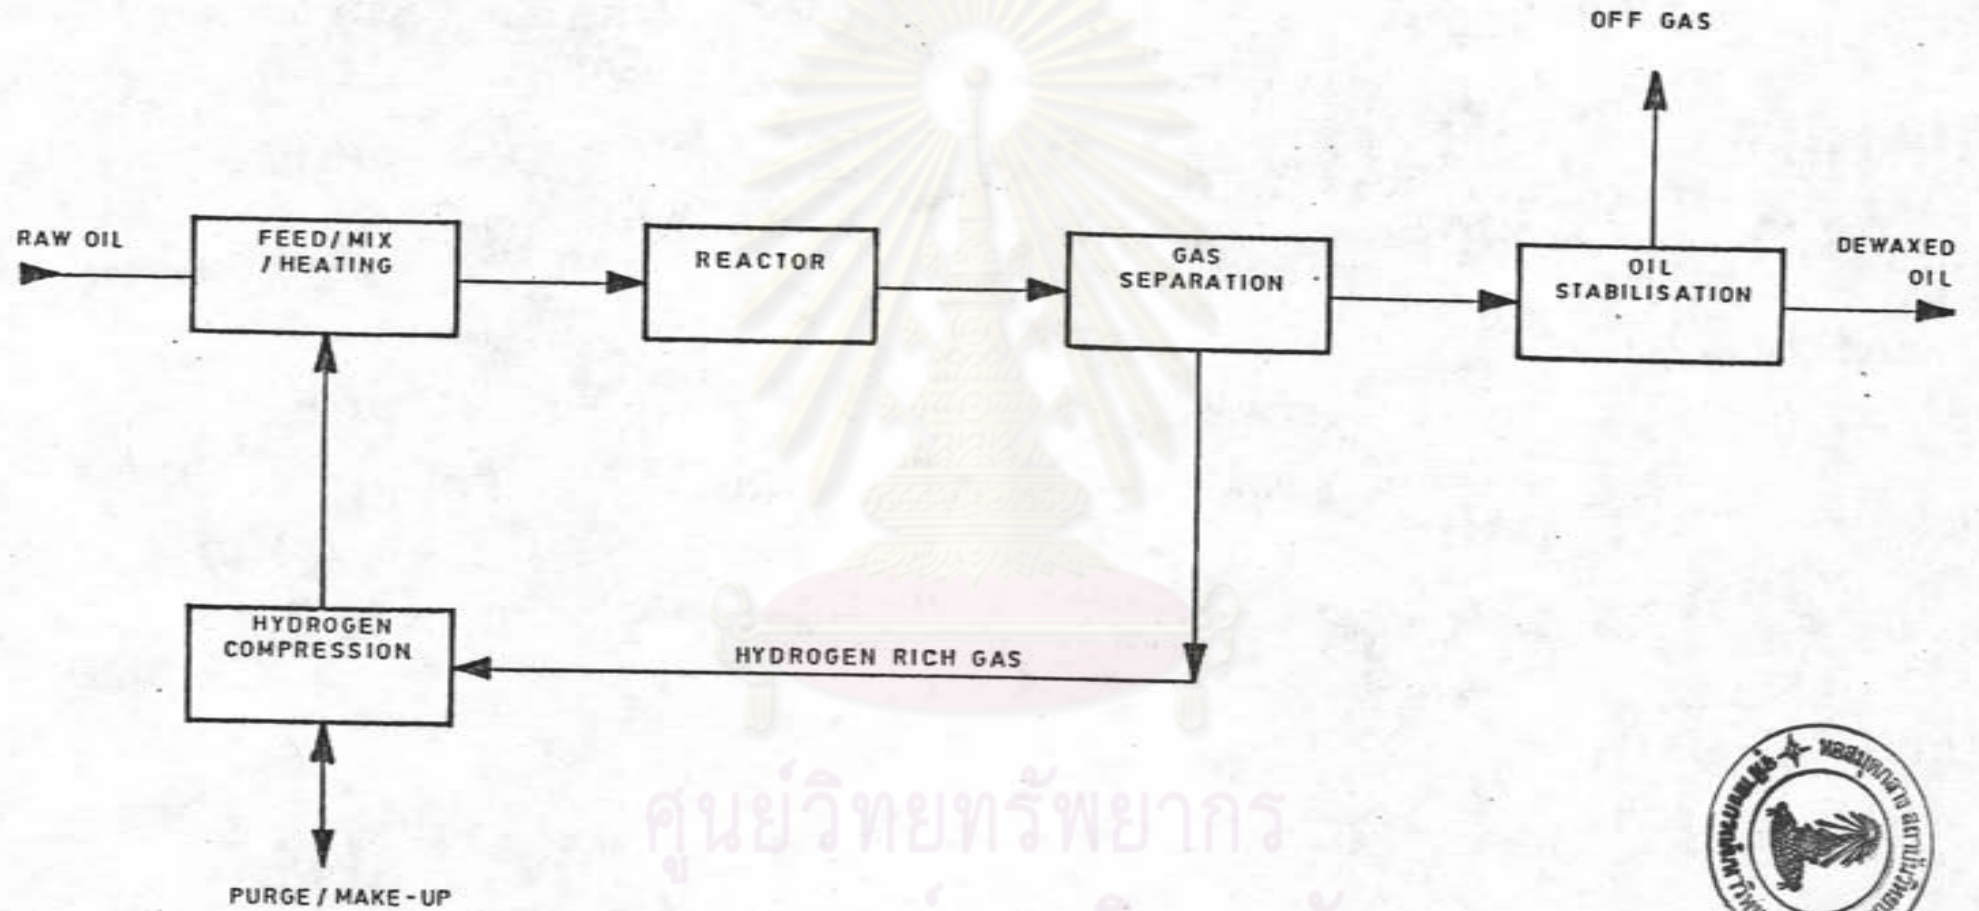 OFF GAS
RAW OIL
FEED/MIX
/HEATING
REACTOR
GAS
SEPARATION
OIL
STABILISATION
DEWAXED
OIL
HYDROGEN
COMPRESSION
HYDROGEN RICH GAS
PURGE / MAKE-UP
ศูนย์วิทยทรัพยากร